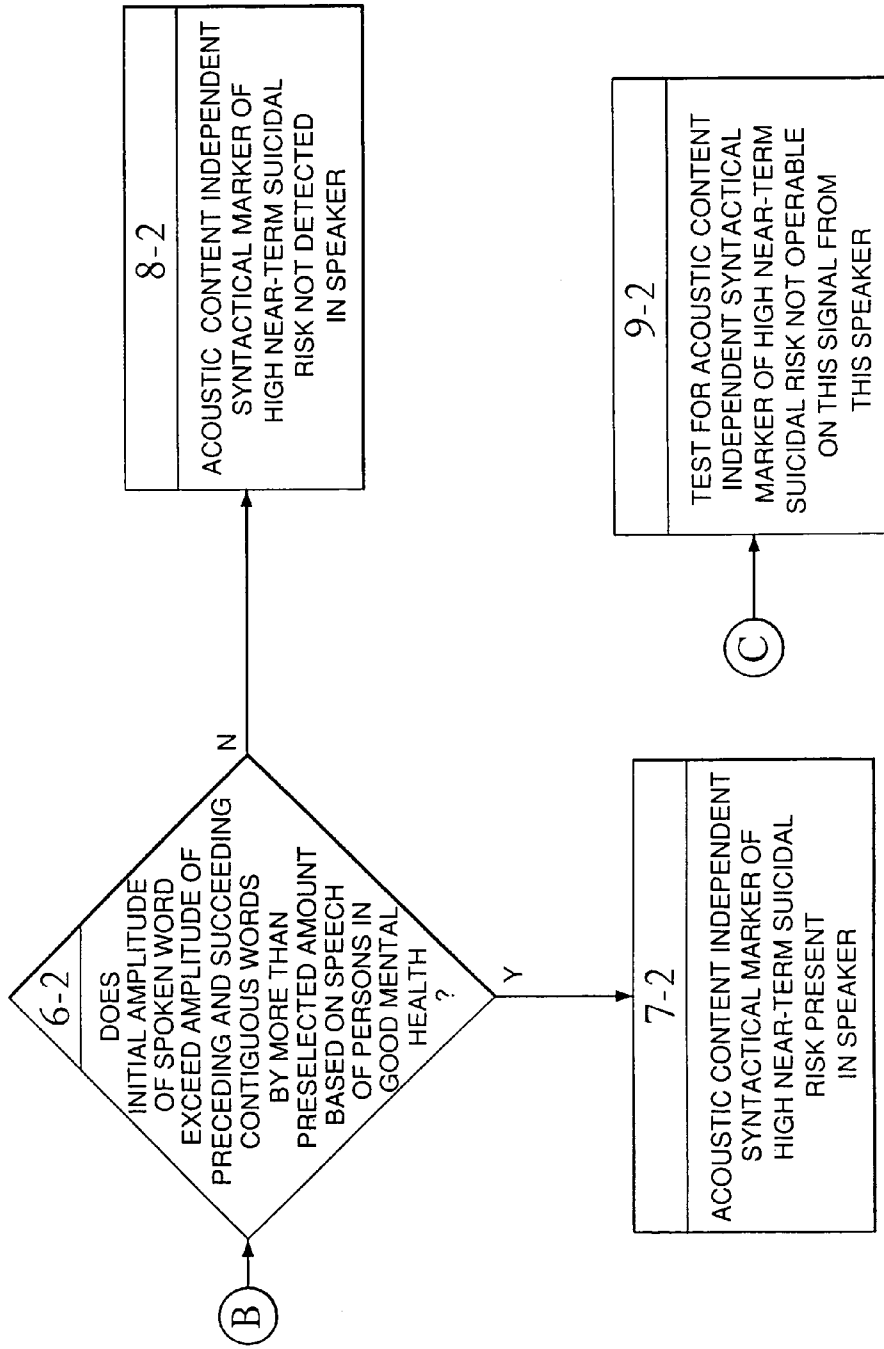 B
6-2
DOES
INITIAL AMPLITUDE
OF SPOKEN WORD
EXCEED AMPLITUDE OF
PRECEDING AND SUCCEEDING
CONTIGUOUS WORDS
BY MORE THAN
PRESELECTED AMOUNT
BASED ON SPEECH
OF PERSONS IN
GOOD MENTAL
HEALTH
?
N
8-2
ACOUSTIC CONTENT INDEPENDENT
SYNTACTICAL MARKER OF
HIGH NEAR-TERM SUICIDAL
RISK NOT DETECTED
IN SPEAKER
Y
7-2
ACOUSTIC CONTENT INDEPENDENT
SYNTACTICAL MARKER OF
HIGH NEAR-TERM SUICIDAL
RISK PRESENT
IN SPEAKER
C
9-2
TEST FOR ACOUSTIC CONTENT
INDEPENDENT SYNTACTICAL
MARKER OF HIGH NEAR-TERM
SUICIDAL RISK NOT OPERABLE
ON THIS SIGNAL FROM
THIS SPEAKER